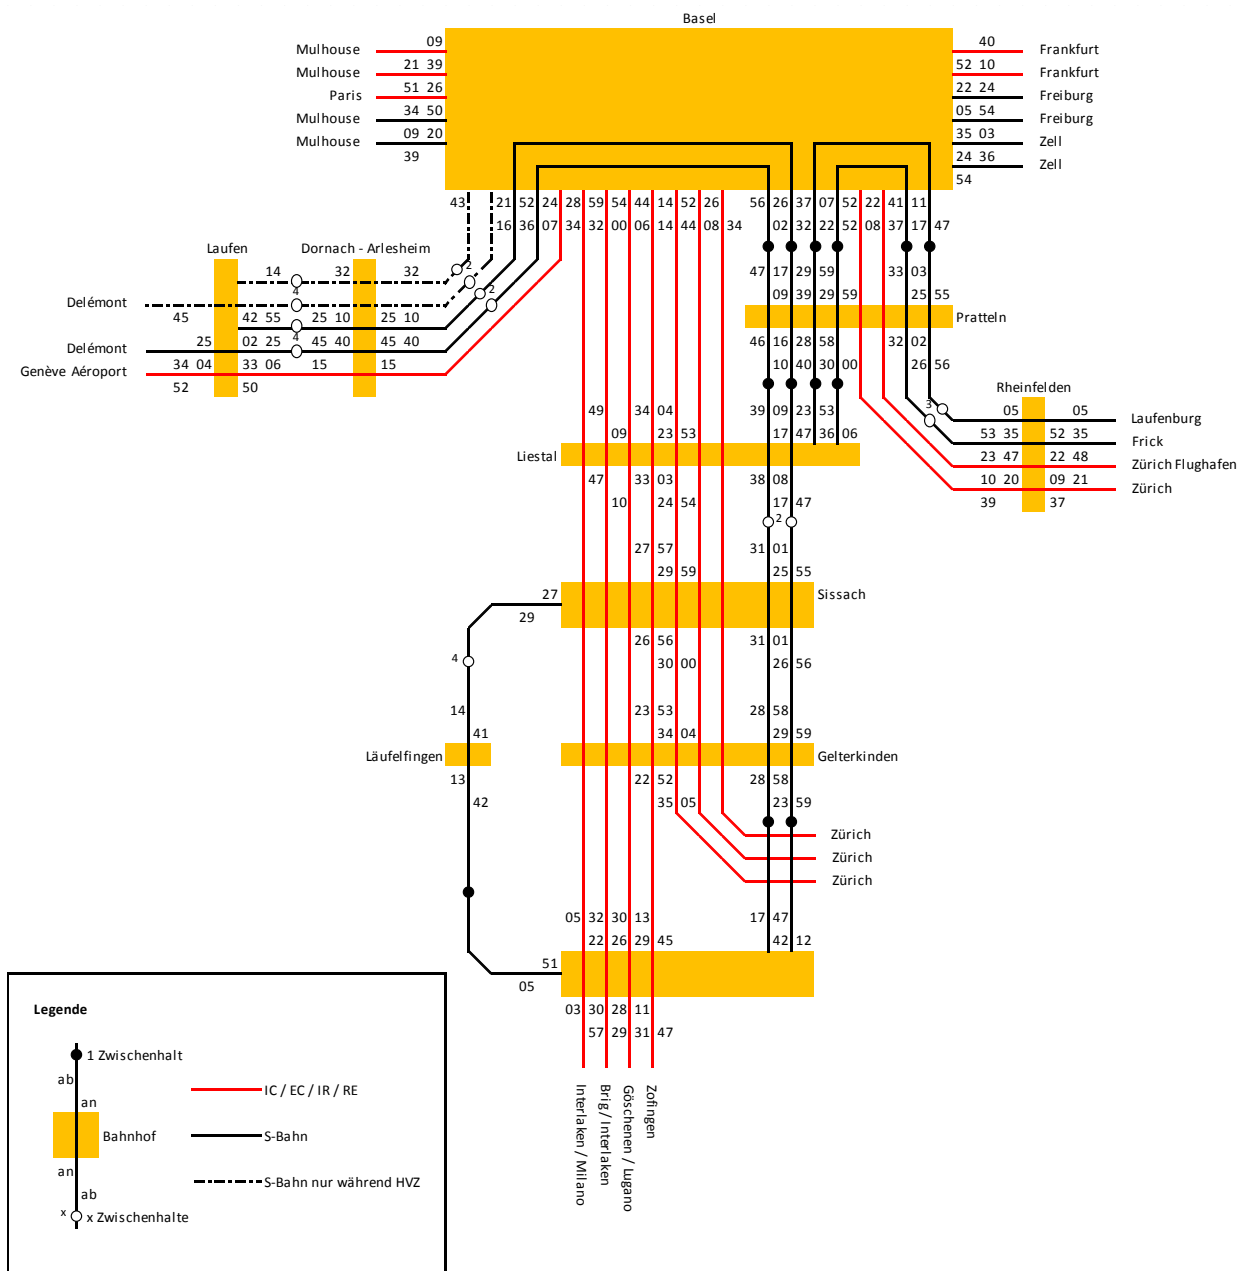 Basel
09
40
Mulhouse
Frankfurt
21 39
52 10
Mulhouse
Frankfurt
51 26
22 24
Paris
Freiburg
34 50
05 54
Mulhouse
Freiburg
09 20
35 03
Mulhouse
Zell
39
24 36
Zell
54
43 21 52 24 28 59 54 44 14 52 26 56 26 37 07 52 22 41 11
16 36 07 34 32 00 06 14 44 08 34 02 32 22 52 08 37 17 47
Laufen
Dornach - Arlesheim
14 32 32
2
47 17 29 59 33 03
4
2
Delémont
09 39 29 59 25 55
45 42 55 25 10 25 10
Pratteln
25 02 25 4 45 40 45 40
46 16 28 58 32 02
Delémont
34 04 33 06 15 15
10 40 30 00 26 56
Genève Aéroport
52 50
Rheinfelden
49 34 04 39 09 23 53
3
05 05
Laufenburg
09 23 53 17 47 36 06
53 35 52 35
Frick
Liestal
23 47 22 48
Zürich Flughafen
47 33 03 38 08
10 20 09 21
Zürich
10 24 54 17 47
39 37
2
27 57 31 01
29 59 25 55
27
Sissach
29
26 56 31 01
4
30 00 26 56
14 23 53 28 58
41 34 04 29 59
Läufelfingen
Gelterkinden
13 22 52 28 58
42 35 05 23 59
Zürich
Zürich
Zürich
05 32 30 13 17 47
22 26 29 45 42 12
51
05
03 30 28 11
57 29 31 47
Interlaken / Milano
Brig / Interlaken
Göschenen / Lugano
Zofingen
Legende
1 Zwischenhalt
ab
an
IC / EC / IR / RE
Bahnhof
S-Bahn
an
ab
S-Bahn nur während HVZ
x
x Zwischenhalte